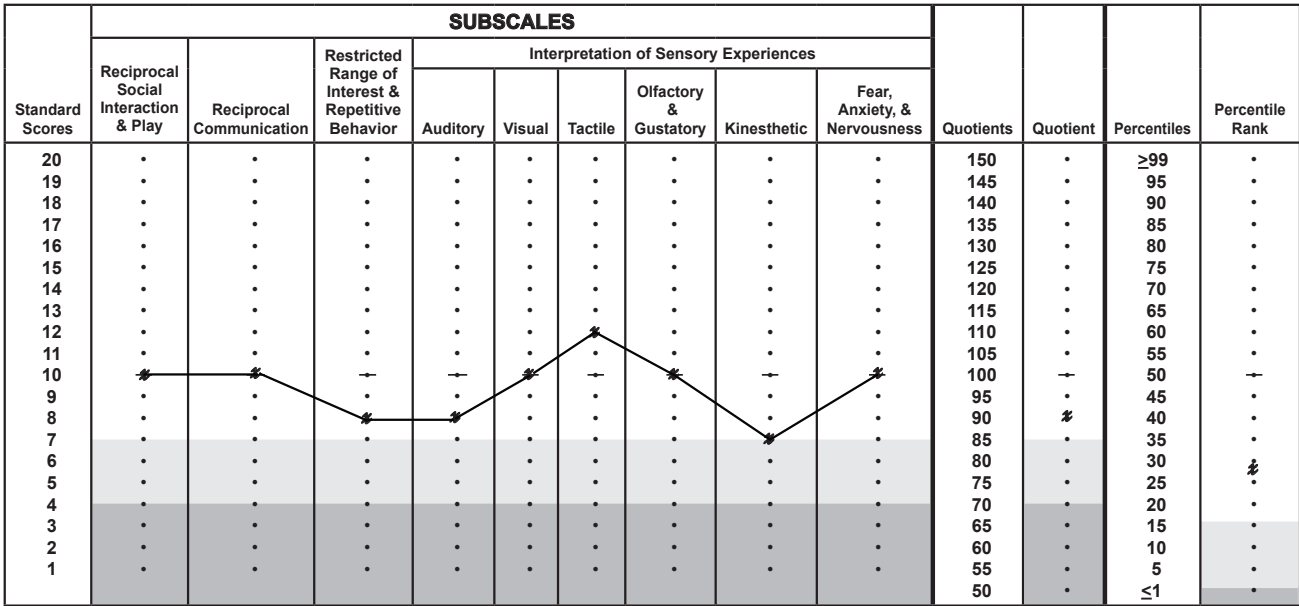 SUBSCALES
Interpretation of Sensory Experiences
Standard
Scores
Reciprocal
Social
Interaction
& Play
Reciprocal
Communication
Restricted
Range of
Interest &
Repetitive
Behavior
Auditory
Visual
Tactile
Olfactory
&
Gustatory
Kinesthetic
Fear,
Anxiety, &
Nervousness
Quotients
Quotient
Percentiles
Percentile
Rank
20 150 ≥99
19 145 95
18 140 90
17 135 85
16 130 80
15 125 75
14 120 70
13 115 65
12 110 60
11 105 55
10 100 50
9 95 45
8 90 40
7 85 35
6 80 30
5 75 25
4 70 20
3 65 15
2 60 10
1 55 5
50 ≤1